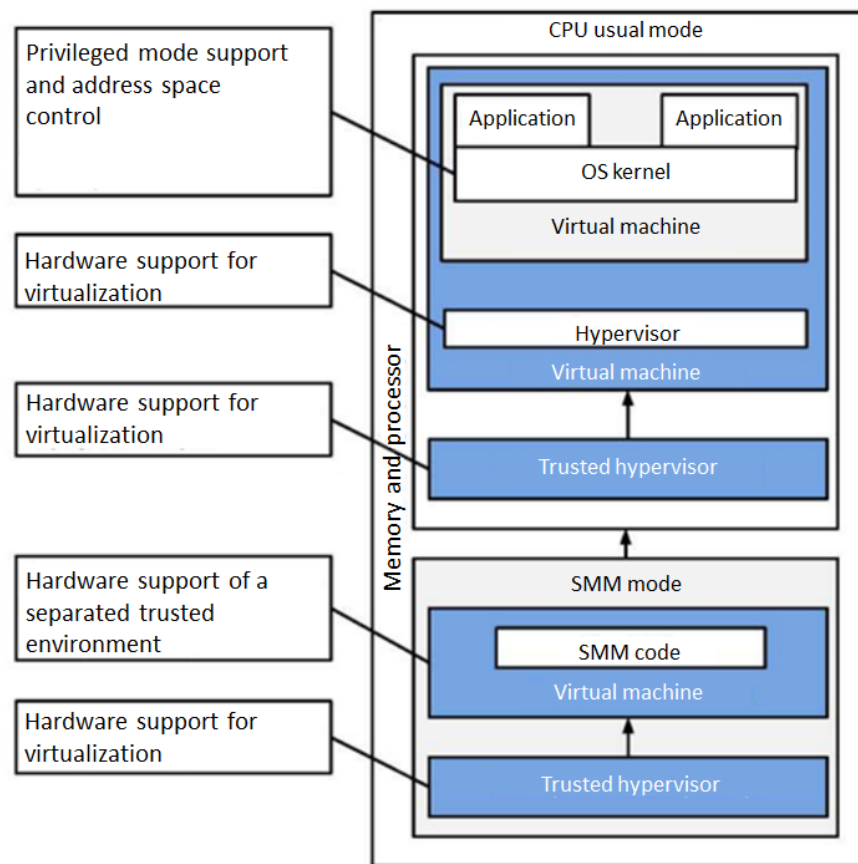 Privileged mode support
and address space
control
Hardware support for
virtualization
Hardware support for
virtualization
Hardware support of a
separated trusted
environment
Hardware support for
virtualization
Memory and processor
CPU usual mode
Application
Application
OS kernel
Virtual machine
Hypervisor
Virtual machine
Trusted hypervisor
SMM mode
SMM code
Virtual machine
Trusted hypervisor